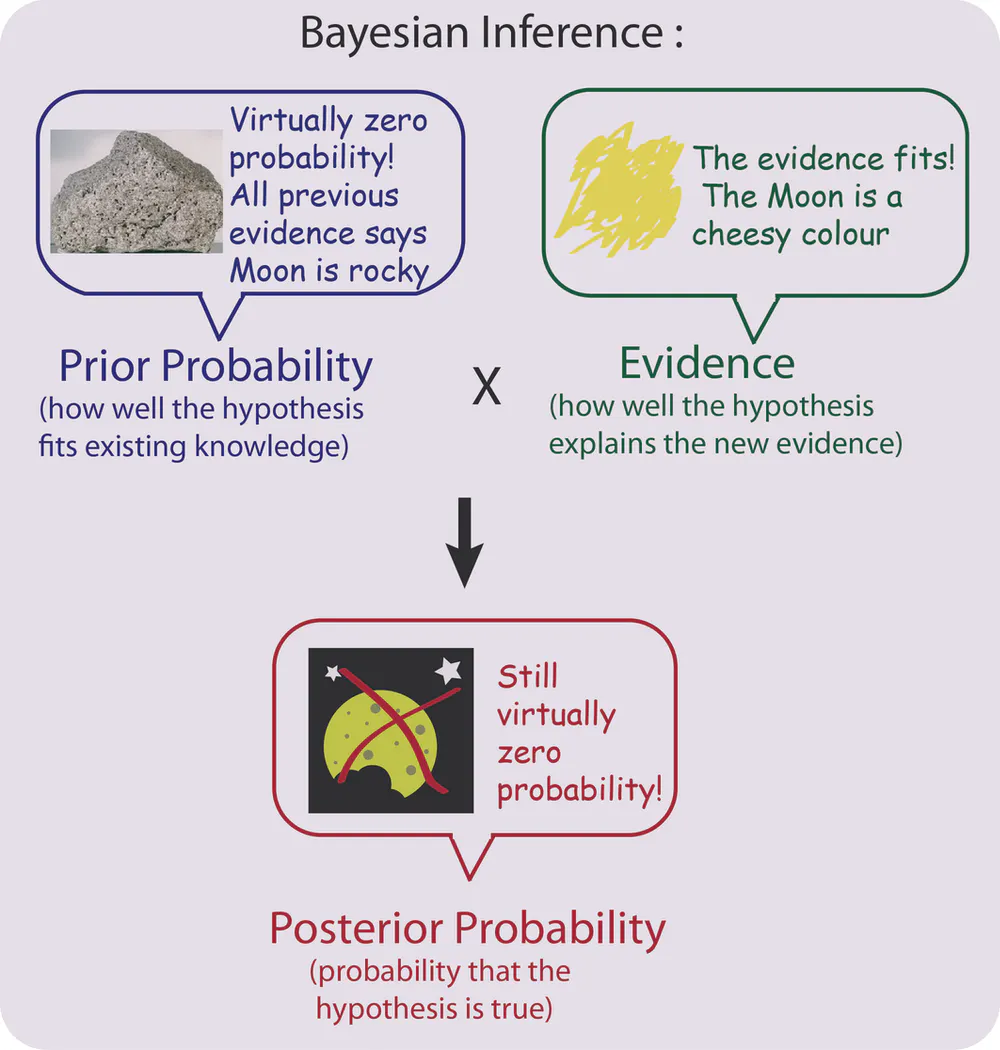 Bayesian Inference :
Virtually zero
probability!
All previous
evidence says
Moon is rocky
The evidence fits!
The Moon is a
cheesy colour
Prior Probability
(how well the hypothesis
fits existing knowledge)
X
Evidence
(how well the hypothesis
explains the new evidence)
Still
virtually
zero
probability!
Posterior Probability
(probability that the
hypothesis is true)